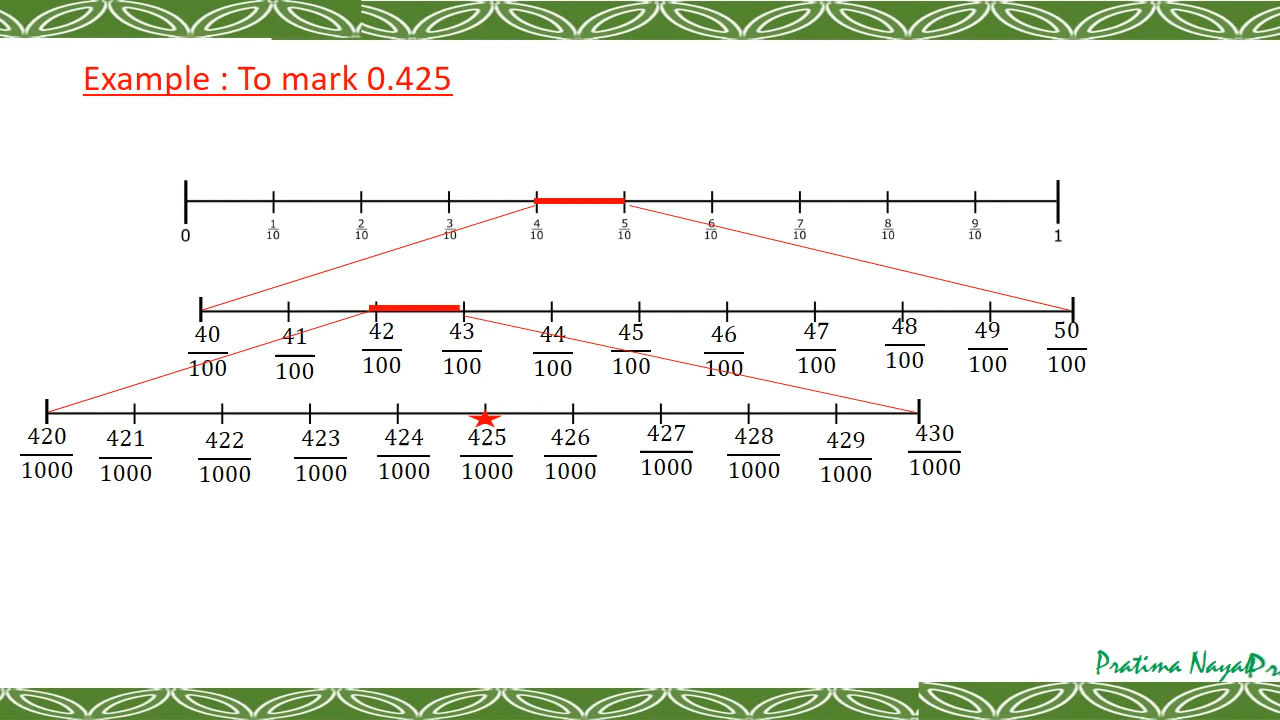 Example : To mark 0.425
0 1/10 2/10 3/10 4/10 5/10 6/10 7/10 8/10 9/10 1
40/100 41/100 42/100 43/100 44/100 45/100 46/100 47/100 48/100 49/100 50/100
420/1000 421/1000 422/1000 423/1000 424/1000 425/1000 426/1000 427/1000 428/1000 429/1000 430/1000
Pratima